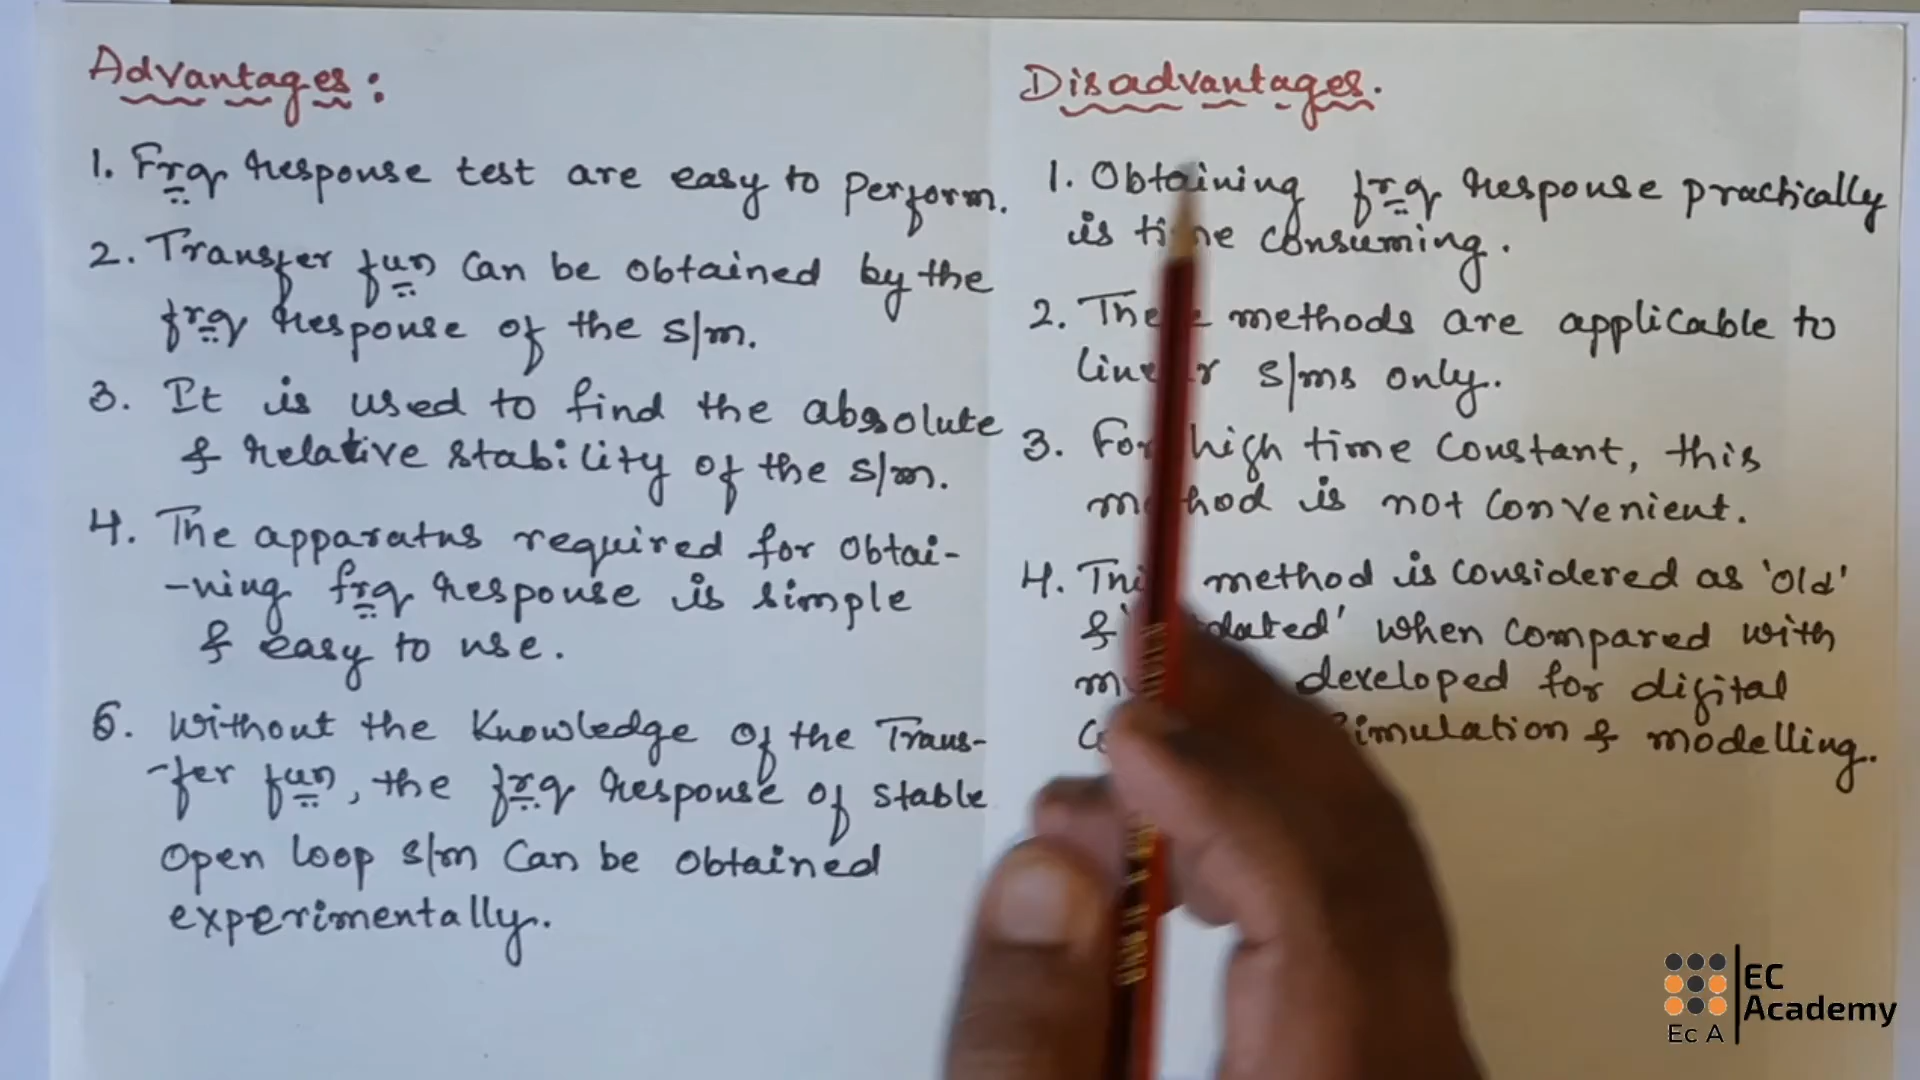 Advantages:
1. Frq Response test are easy to perform.
2. Transfer fun can be obtained by the
frq Response of the s/m.
3. It is used to find the absolute
& relative stability of the s/m.
4. The apparatus required for obtai-
-ning frq Response is simple
& easy to use.
5. Without the Knowledge of the Trans-
-fer fun, the frq Response of stable
Open loop s/m can be obtained
experimentally.
Disadvantages.
1. Obtaining frq Response practically
is time consuming.
2. methods are applicable to
s/ms only.
3. For high time constant, this
method is not convenient.
4. method is considered as 'old'
& when compared with
developed for digital
simulation & modelling.
EC
Academy
Ec A